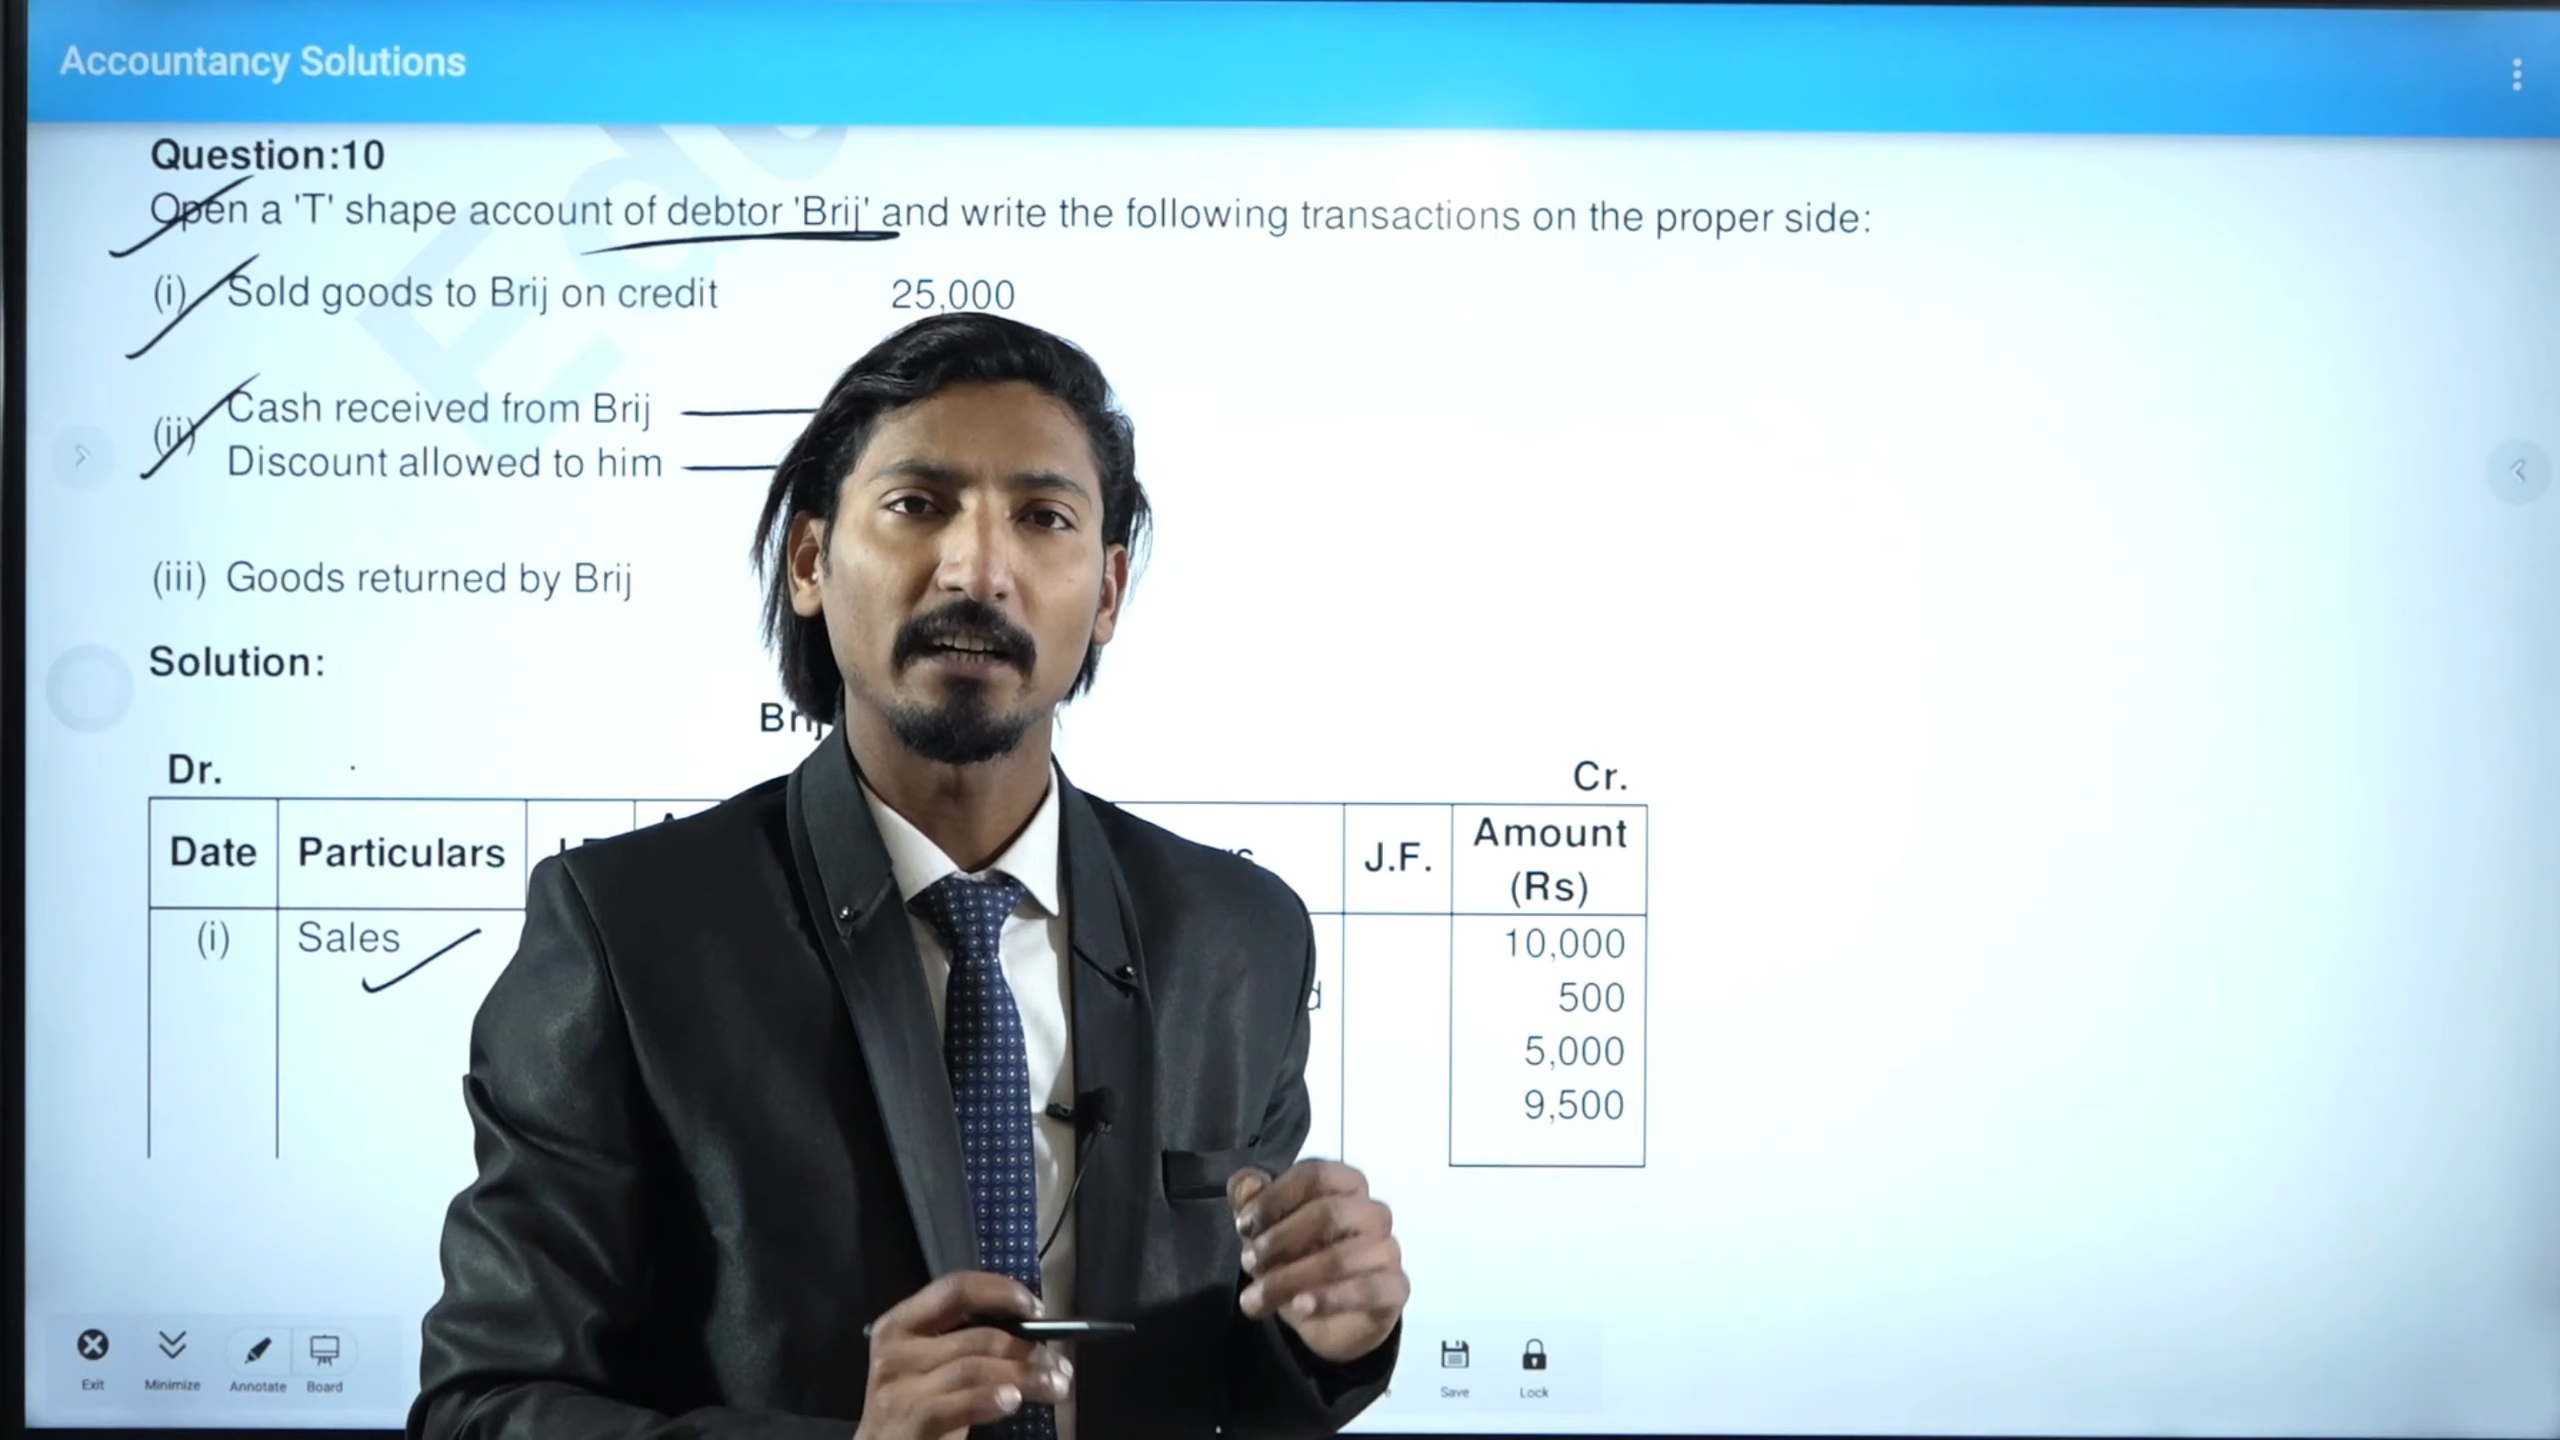 Accountancy Solutions
Question:10
Open a 'T' shape account of debtor 'Brij' and write the following transactions on the proper side:
(i) Sold goods to Brij on credit 25,000
(ii) Cash received from Brij
Discount allowed to him
(iii) Goods returned by Brij
Solution:
Brij
Dr. Cr.
Date Particulars J.F. Amount (Rs)
(i) Sales 10,000
500
5,000
9,500
Exit Minimize Annotate Board Save Lock